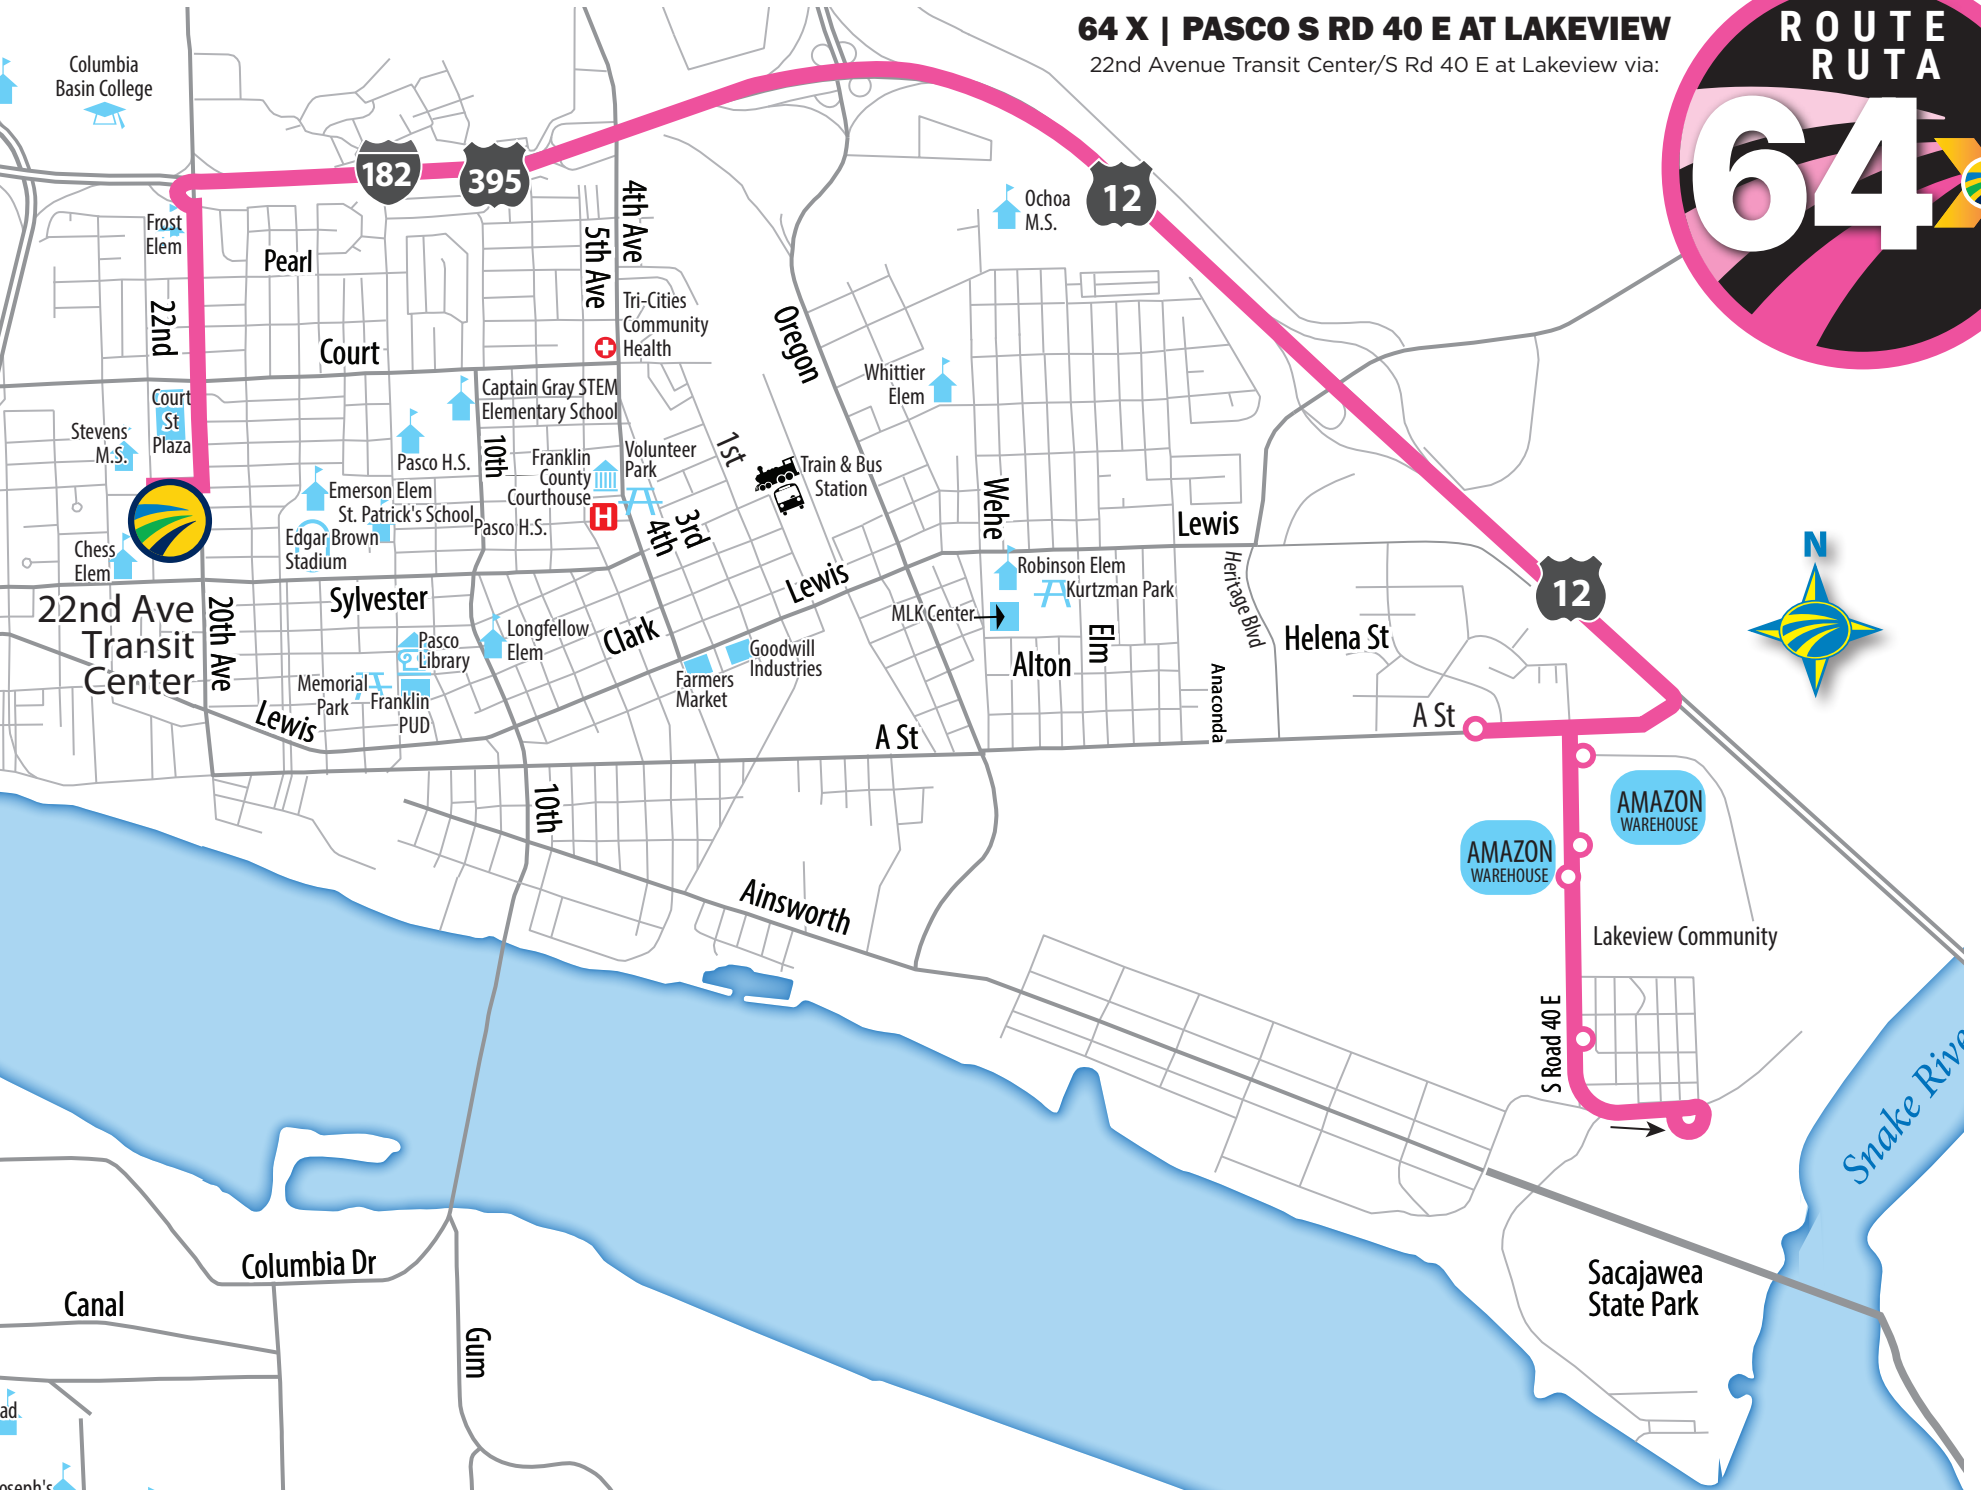 64 X | PASCO S RD 40 E AT LAKEVIEW
22nd Avenue Transit Center/S Rd 40 E at Lakeview via:
ROUTE
RUTA
64X
Columbia
Basin College
182
395
12
Ochoa
M.S.
4th Ave
5th Ave
Frost
Elem
Pearl
22nd
Tri-Cities
Community
Health
Oregon
Court
Whittier
Elem
Captain Gray STEM
Elementary School
Court
St
Plaza
Stevens
M.S.
Pasco H.S.
10th
Franklin
County
Courthouse
Volunteer
Park
1st
Train & Bus
Station
Wehe
Lewis
Emerson Elem
St. Patrick's School
Pasco H.S.
H
3rd
4th
Edgar Brown
Stadium
Chess
Elem
Heritage Blvd
12
N
Robinson Elem
Kurtzman Park
Lewis
22nd Ave
Transit
Center
20th Ave
Sylvester
MLK Center
Longfellow
Elem
Clark
Elm
Helena St
Pasco
Library
Goodwill
Industries
Alton
Anaconda
Farmers
Market
Memorial
Park
Franklin
PUD
Lewis
A St
A St
10th
AMAZON
WAREHOUSE
AMAZON
WAREHOUSE
Ainsworth
Lakeview Community
S Road 40 E
Snake Rive
Columbia Dr
Canal
Gum
Sacajawea
State Park
ad
oseph's